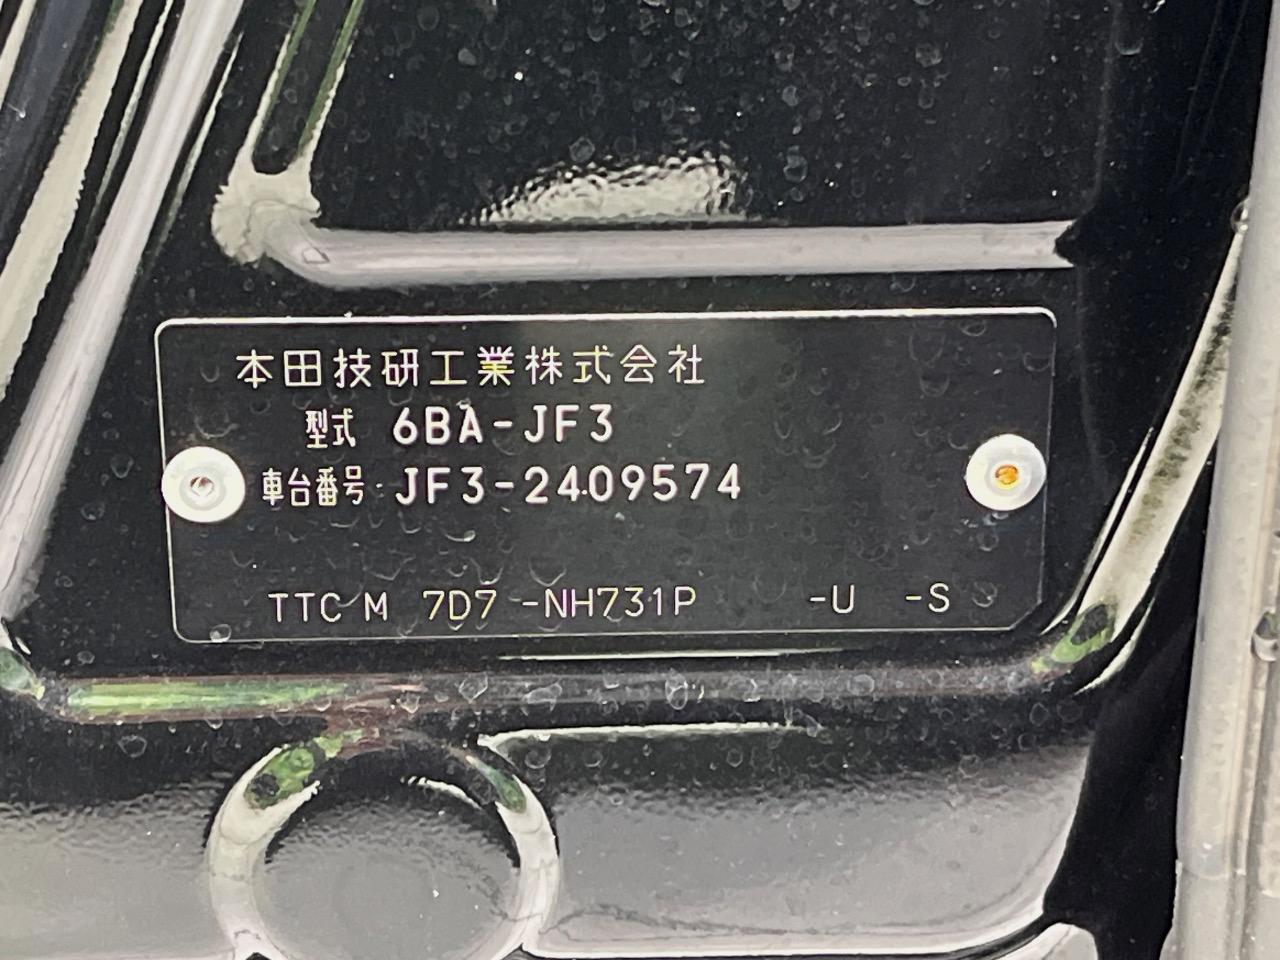 本田技研工業株式会社
型式 6BA-JF3
車台番号 JF3-2409574
TTC M 7D7 -NH731P -U -S